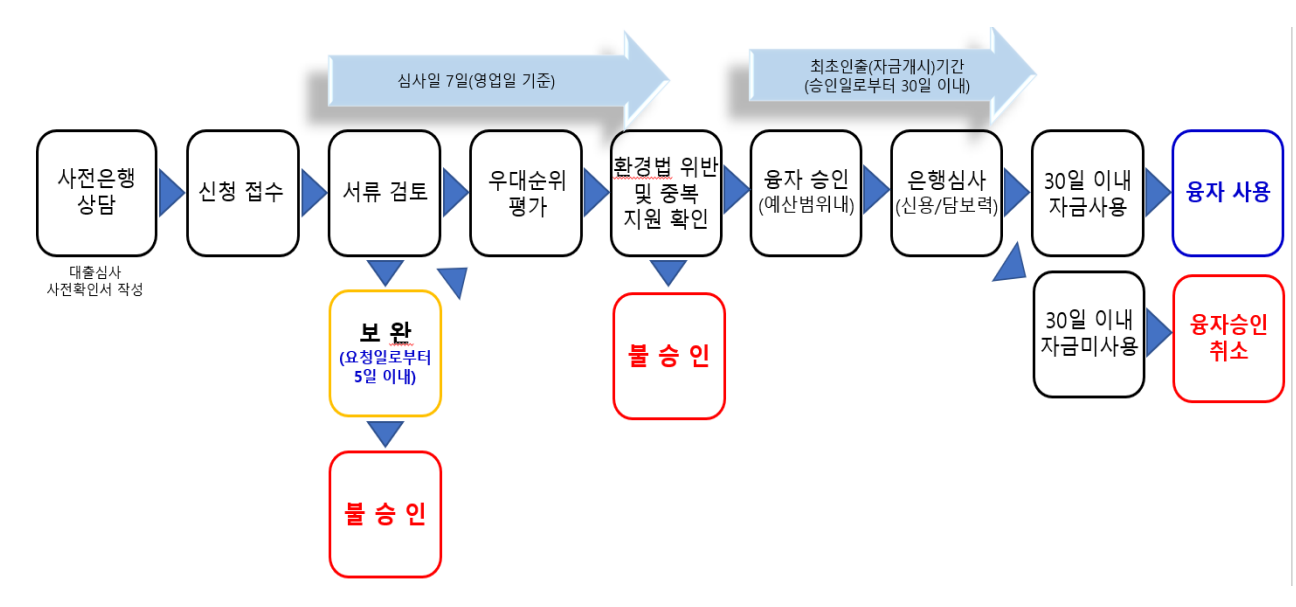 심사일 7일(영업일 기준)
최초인출(자금개시)기간
(승인일로부터 30일 이내)
사전은행
상담
신청 접수
서류 검토
우대순위
평가
환경법 위반
및 중복
지원 확인
융자 승인
(예산범위내)
은행심사
(신용/담보력)
30일 이내
자금사용
융자 사용
대출심사
사전확인서 작성
보 완
(요청일로부터
5일 이내)
불 승 인
30일 이내
자금미사용
융자승인
취소
불 승 인